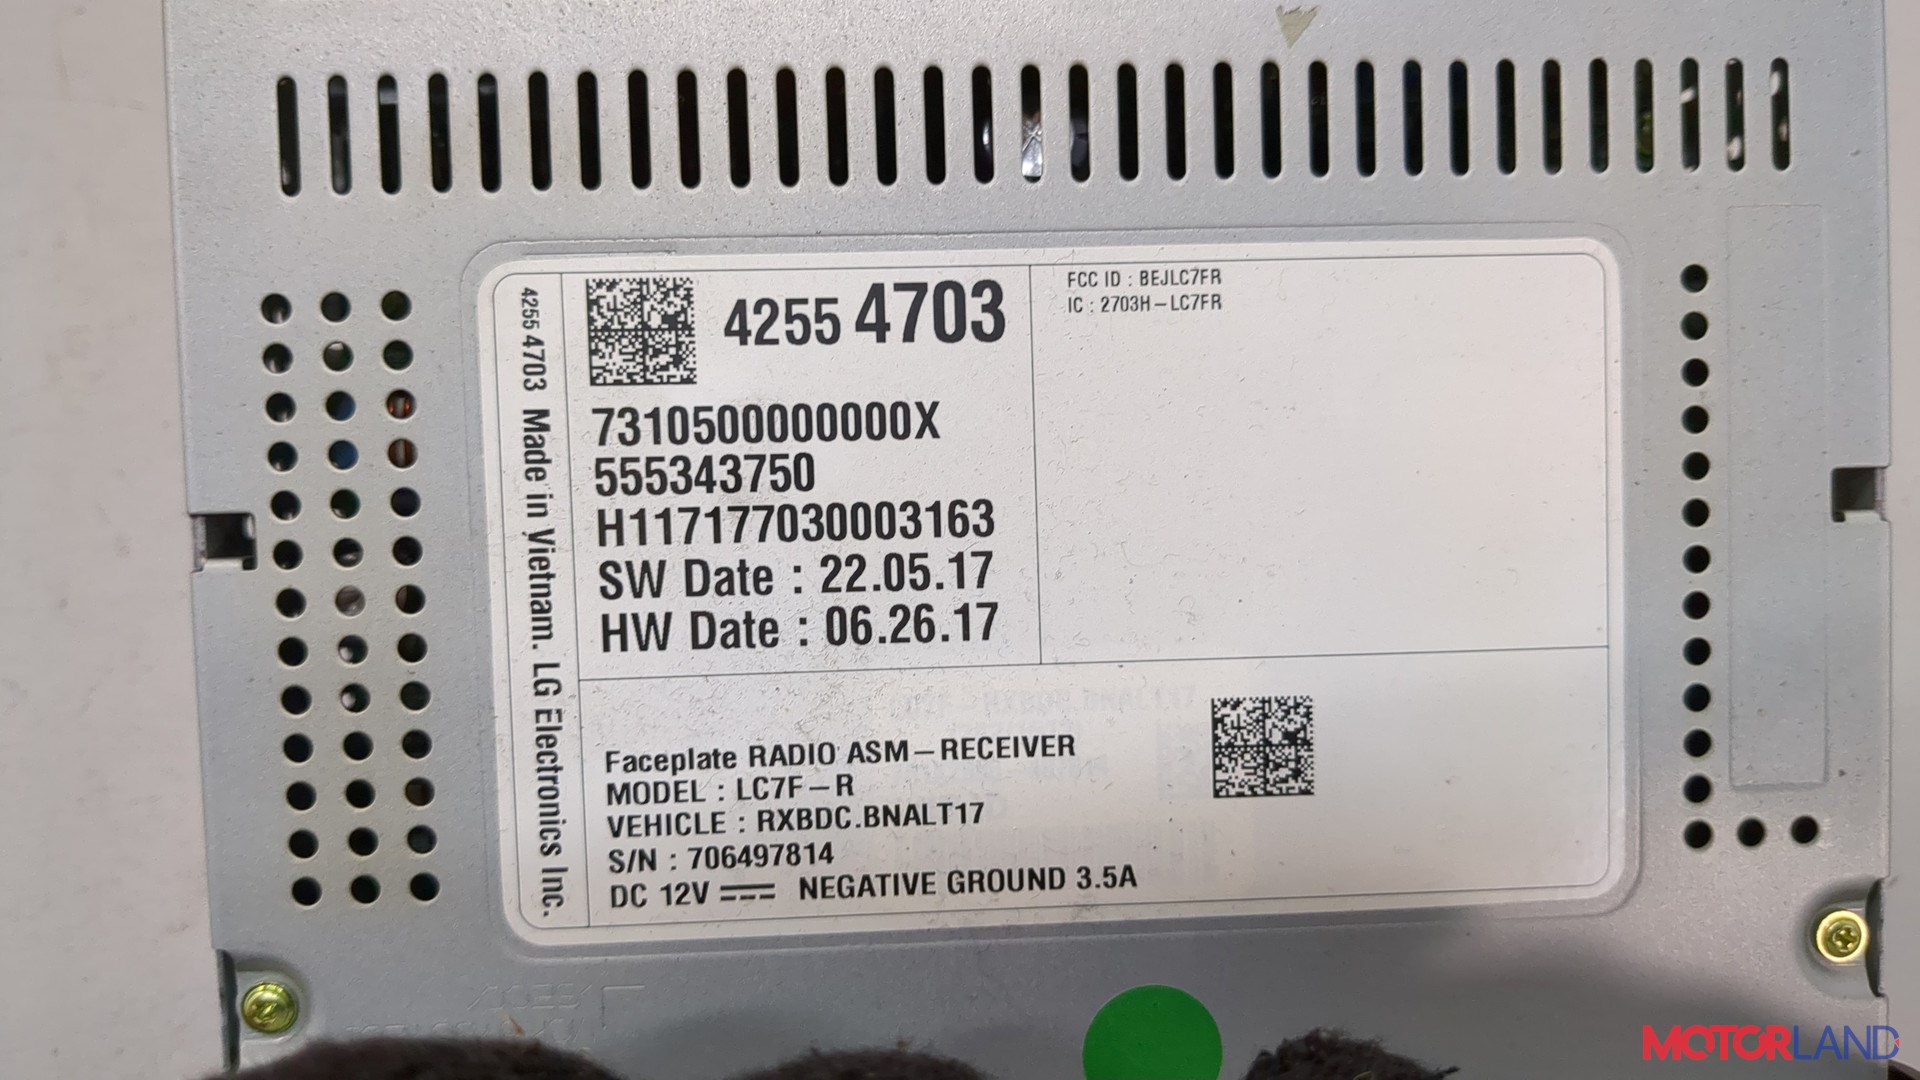 4255 4703 Made in Vietnam. LG Electronics Inc.
4255 4703
7310500000000X
555343750
H117177030003163
SW Date : 22.05.17
HW Date : 06.26.17
FCC ID : BEJLC7FR
IC : 2703H-LC7FR
Faceplate RADIO ASM-RECEIVER
MODEL : LC7F-R
VEHICLE : RXBDC.BNALT17
S/N : 706497814
DC 12V NEGATIVE GROUND 3.5A
MOTORLAND